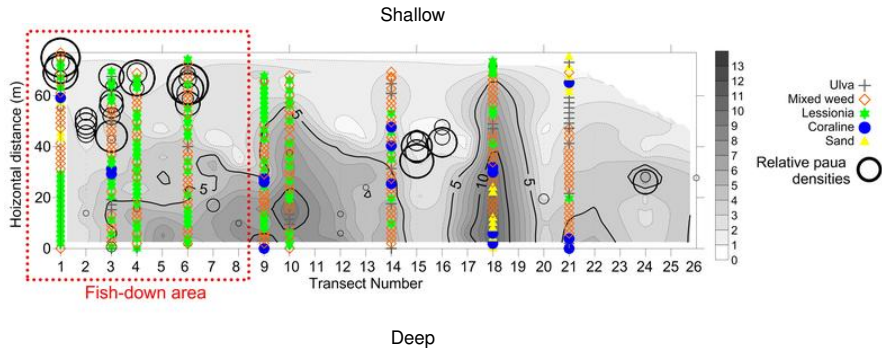 Shallow
Hoizontal distance (m)
60
40
20
0
1 2 3 4 5 6 7 8 9 10 11 12 13 14 15 16 17 18 19 20 21 22 23 24 25 26
Transect Number
Fish-down area
5
5
5
10
5
5
13
12
11
10
9
8
7
6
5
4
3
2
1
0
Ulva
Mixed weed
Lessionia
Coraline
Sand
Relative paua
densities
Deep